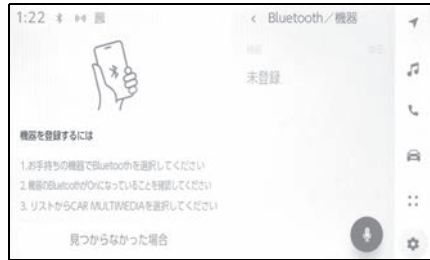 1:22
< Bluetooth／機器
未登録
機器を登録するには
1.お手持ちの機器でBluetoothを選択してください
2.機器のBluetoothがOnになっていることを確認してください
3. リストからCAR MULTIMEDIAを選択してください
見つからなかった場合